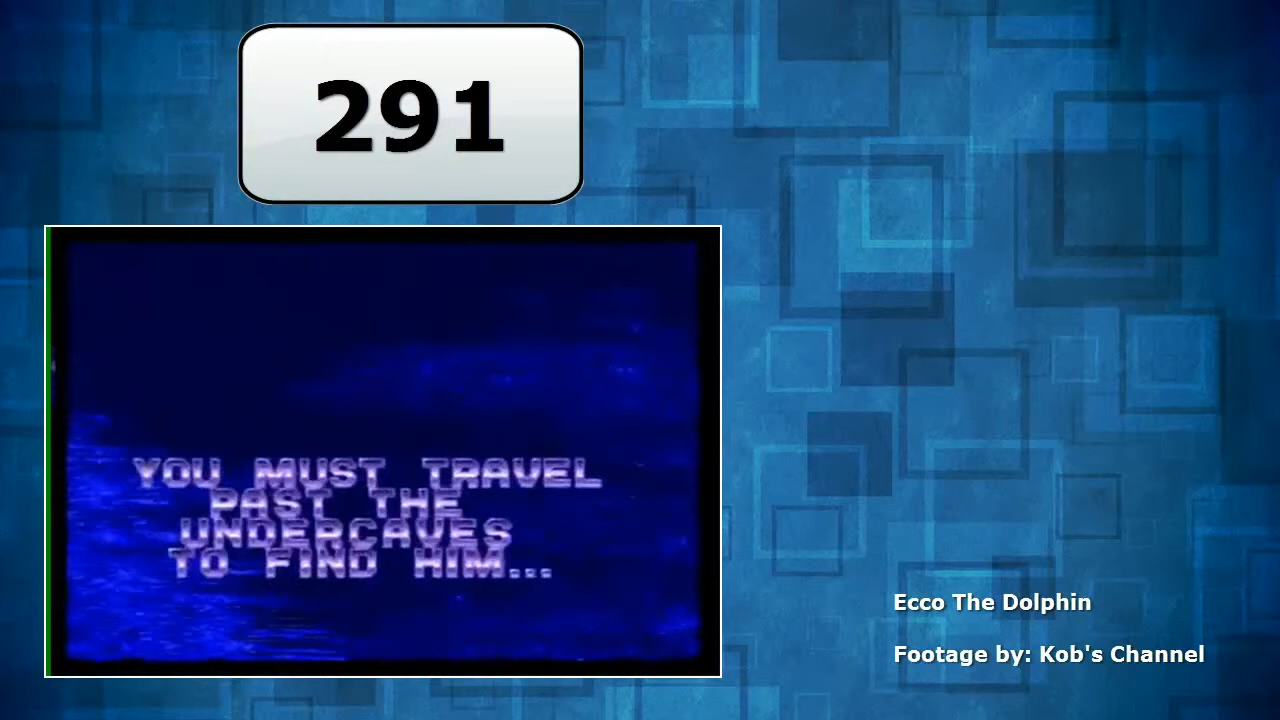 291
YOU MUST TRAVEL
PAST THE
UNDERCAVES
TO FIND HIM...
Ecco The Dolphin
Footage by: Kob's Channel